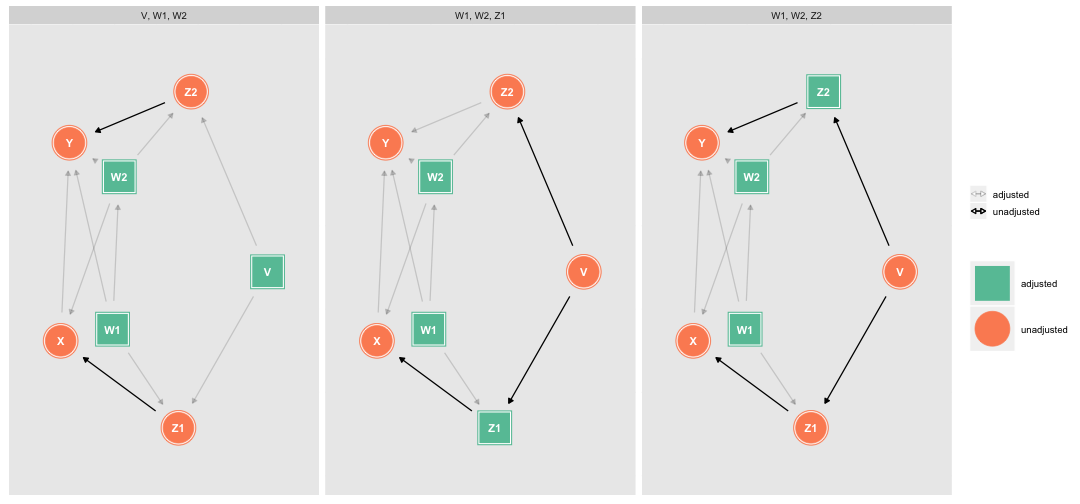 V, W1, W2
Z2
Y
W2
V
W1
X
Z1
W1, W2, Z1
Z2
Y
W2
V
W1
X
Z1
W1, W2, Z2
Z2
Y
W2
V
W1
X
Z1
adjusted
unadjusted
adjusted
unadjusted